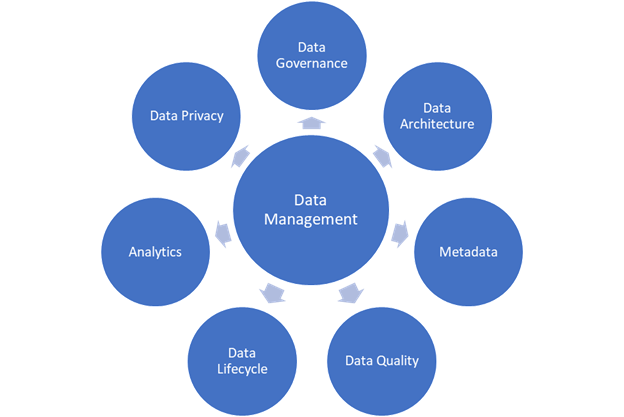 Data
Governance
Data Privacy
Data
Architecture
Data
Management
Analytics
Metadata
Data
Lifecycle
Data Quality